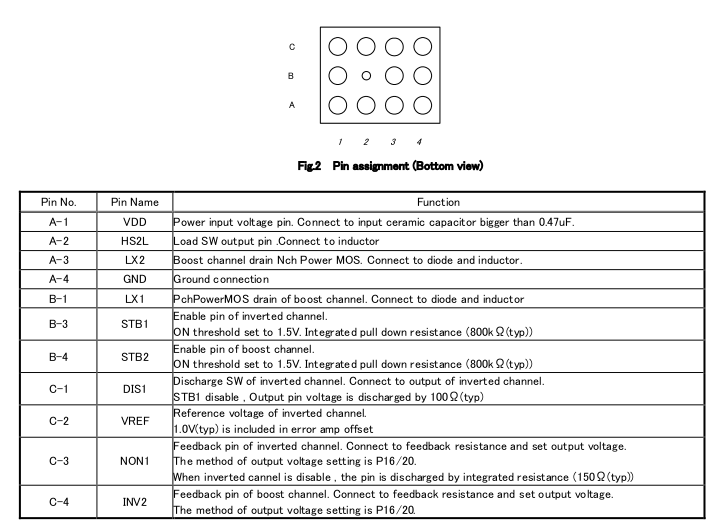 C
B
A
1 2 3 4
Fig.2 Pin assignment (Bottom view)
Pin No. Pin Name Function
A-1 VDD Power input voltage pin. Connect to input ceramic capacitor bigger than 0.47uF.
A-2 HS2L Load SW output pin .Connect to inductor
A-3 LX2 Boost channel drain Nch Power MOS. Connect to diode and inductor.
A-4 GND Ground connection
B-1 LX1 PchPowerMOS drain of boost channel. Connect to diode and inductor
B-3 STB1 Enable pin of inverted channel.
ON threshold set to 1.5V. Integrated pull down resistance (800kΩ(typ))
B-4 STB2 Enable pin of boost channel.
ON threshold set to 1.5V. Integrated pull down resistance (800kΩ(typ))
C-1 DIS1 Discharge SW of inverted channel. Connect to output of inverted channel.
STB1 disable , Output pin voltage is discharged by 100Ω(typ)
C-2 VREF Reference voltage of inverted channel.
1.0V(typ) is included in error amp offset
C-3 NON1 Feedback pin of inverted channel. Connect to feedback resistance and set output voltage.
The method of output voltage setting is P16/20.
When inverted cannel is disable , the pin is discharged by integrated resistance (150Ω(typ))
C-4 INV2 Feedback pin of boost channel. Connect to feedback resistance and set output voltage.
The method of output voltage setting is P16/20.